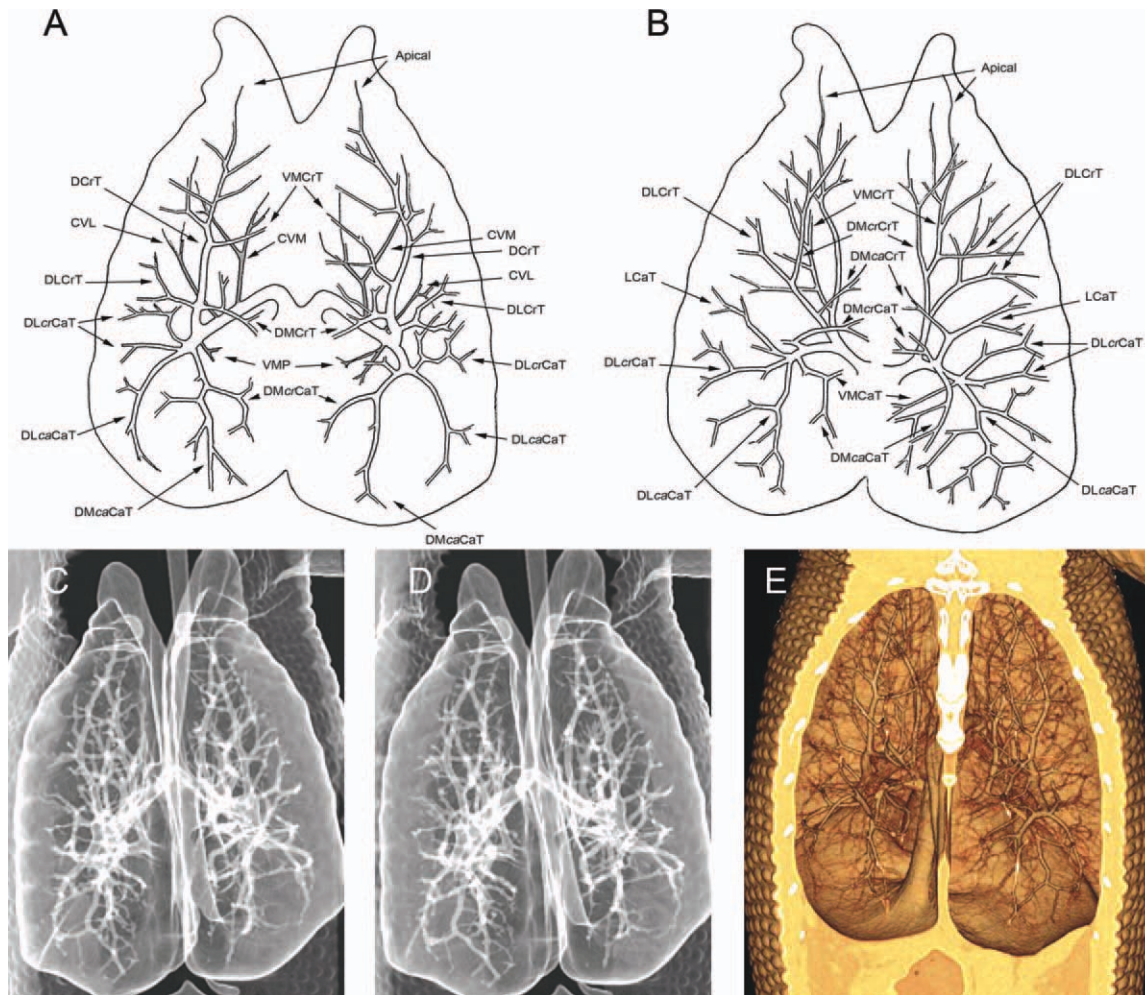 A
Apical
DCrT
VMCrT
CVL
CVM
CVM
DCrT
DLCrT
CVL
DLCrT
DLcrCaT
DMCrT
VMP
DLcrCaT
DMcrCaT
DLcaCaT
DLcaCaT
DMcaCaT
DMcaCaT
B
Apical
DLCrT
DLCrT
VMCrT
DMcrCrT
DMcaCrT
LCaT
LCaT
DMcrCaT
DLcrCaT
DLcrCaT
VMCaT
DMcaCaT
DLcaCaT
DLcaCaT
C
D
E